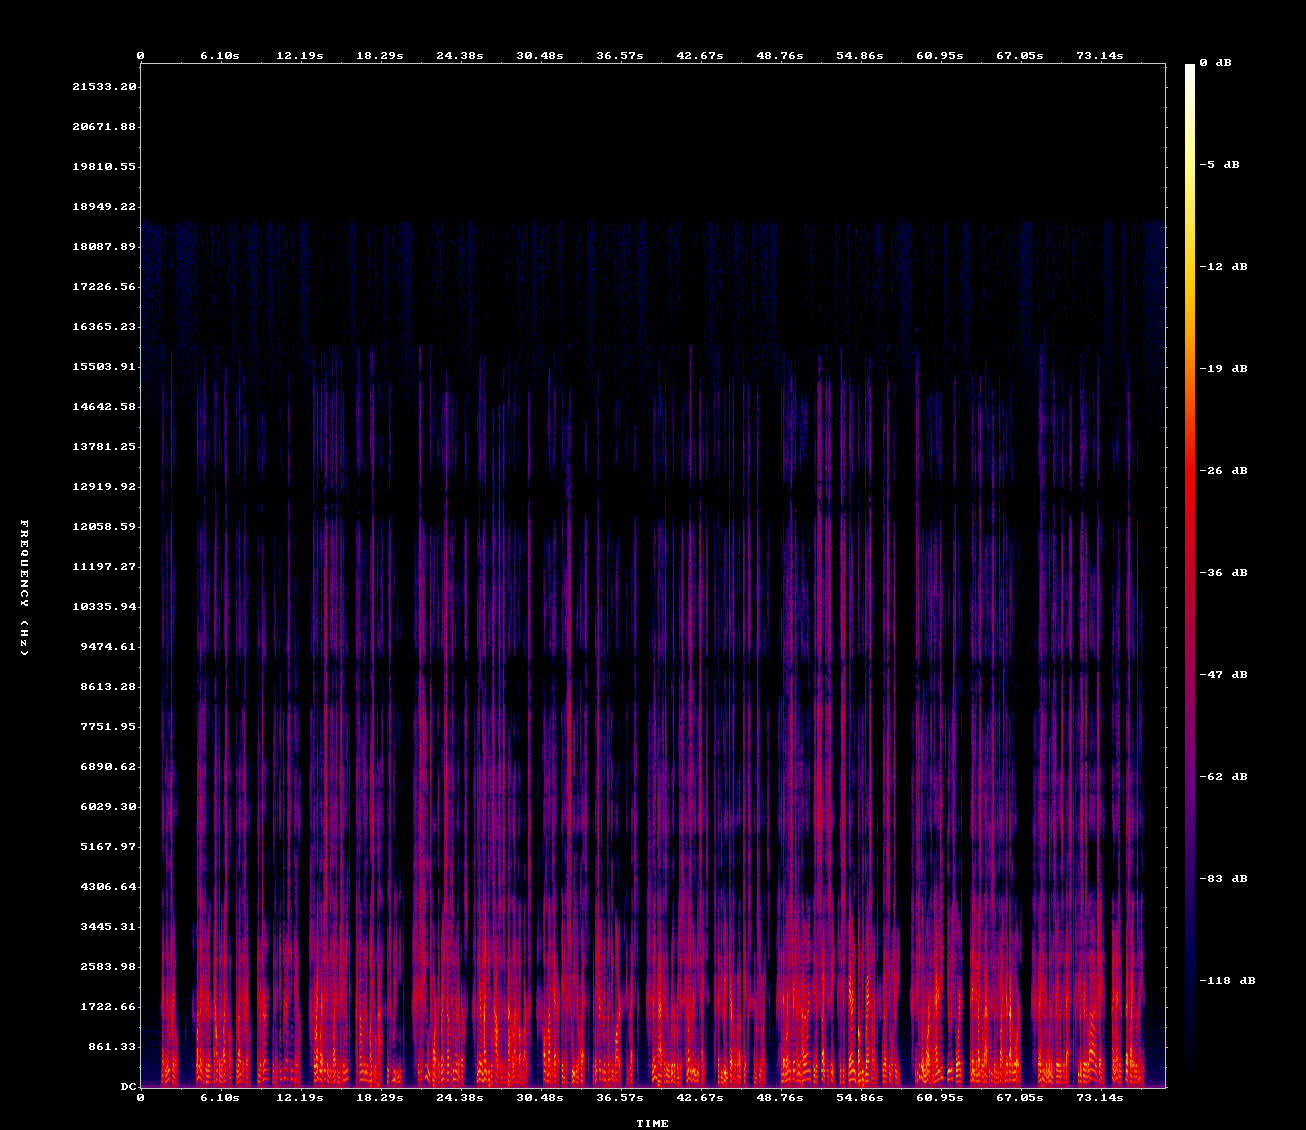 0 6.10s 12.19s 18.29s 24.38s 30.48s 36.57s 42.67s 48.76s 54.86s 60.95s 67.05s 73.14s
0 dB
21533.20
20671.88
19810.55
-5 dB
18949.22
18087.89
-12 dB
17226.56
16365.23
15503.91
-19 dB
14642.58
13781.25
-26 dB
12919.92
12058.59
11197.27
-36 dB
10335.94
9474.61
-47 dB
8613.28
7751.95
6890.62
-62 dB
6029.30
5167.97
4306.64
-83 dB
3445.31
2583.98
-118 dB
1722.66
861.33
DC
FREQUENCY (Hz)
0 6.10s 12.19s 18.29s 24.38s 30.48s 36.57s 42.67s 48.76s 54.86s 60.95s 67.05s 73.14s
TIME